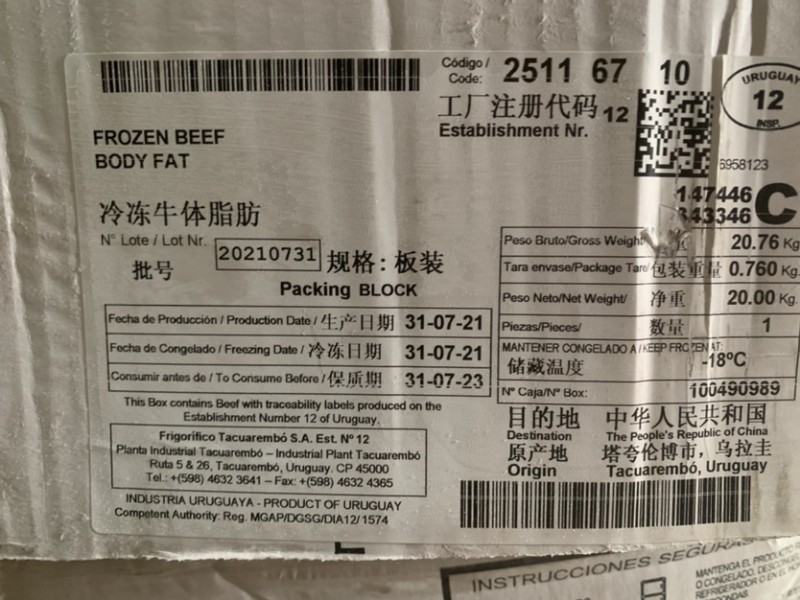 Código / Code: 2511 67 10
工厂注册代码 12
Establishment Nr.
URUGUAY
12
INSP.
FROZEN BEEF
BODY FAT
6958123
冷冻牛体脂肪
147446
343346 C
N° Lote / Lot Nr. 20210731
批号
规格: 板装
Packing BLOCK
Peso Bruto/Gross Weight 20.76 Kg
Tara envase/Package Tare 包装重量 0.760 Kg.
Peso Neto/Net Weight/ 净重 20.00 Kg.
Piezas/Pieces/ 数量 1
MANTENER CONGELADO A / KEEP FROZEN AT:
储藏温度 -18ºC
Nº Caja/Nº Box: 100490989
Fecha de Producción / Production Date / 生产日期 31-07-21
Fecha de Congelado / Freezing Date / 冷冻日期 31-07-21
Consumir antes de / To Consume Before / 保质期 31-07-23
This Box contains Beef with traceability labels produced on the
Establishment Number 12 of Uruguay.
Frigorífico Tacuarembó S.A. Est. Nº 12
Planta Industrial Tacuarembó – Industrial Plant Tacuarembó
Ruta 5 & 26, Tacuarembó, Uruguay. CP 45000
Tel.: +(598) 4632 3641 – Fax: +(598) 4632 4365
INDUSTRIA URUGUAYA - PRODUCT OF URUGUAY
Competent Authority: Reg. MGAP/DGSG/DIA12/1574
目的地 中华人民共和国
Destination The People's Republic of China
原产地 塔夸伦博市，乌拉圭
Origin Tacuarembó, Uruguay
INSTRUCCIONES
MANTENGA EL PRODUCTO
O CONGELADO.
REFRIGERADOR O EN EL